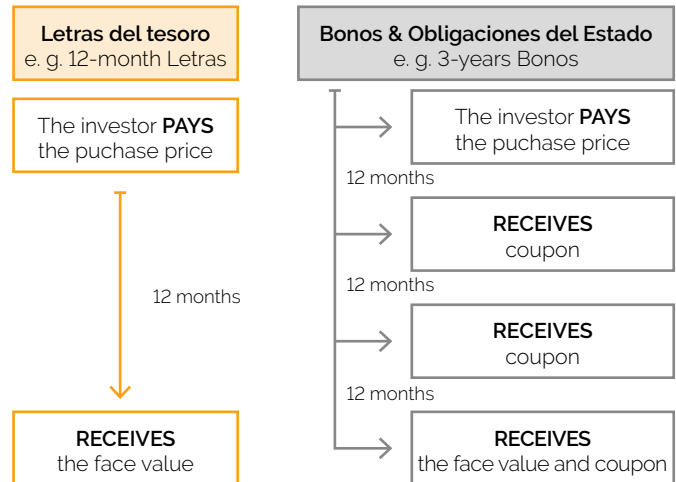 Letras del tesoro
e. g. 12-month Letras
The investor PAYS
the puchase price
12 months
RECEIVES
the face value
Bonos & Obligaciones del Estado
e. g. 3-years Bonos
The investor PAYS
the puchase price
12 months
RECEIVES
coupon
12 months
RECEIVES
coupon
12 months
RECEIVES
the face value and coupon